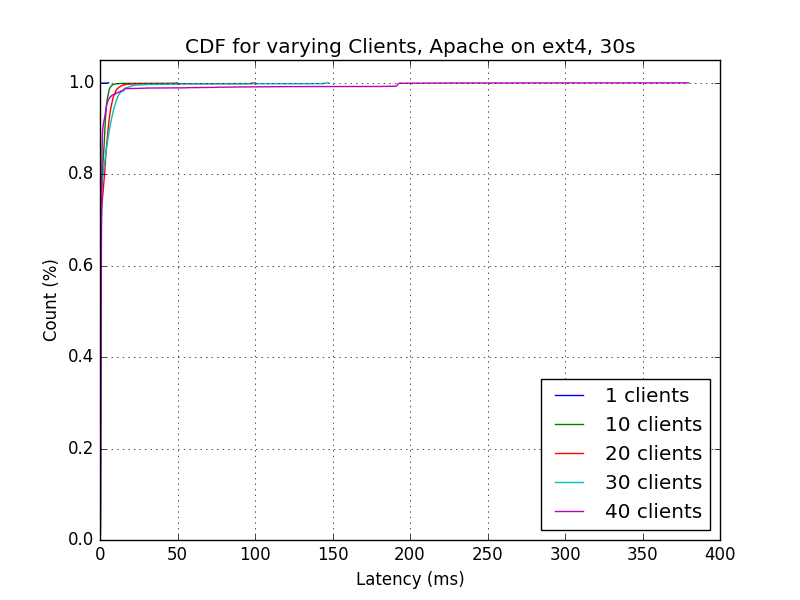 CDF for varying Clients, Apache on ext4, 30s
1.0
0.8
0.6
0.4
0.2
0.0
Count (%)
1 clients
10 clients
20 clients
30 clients
40 clients
0 50 100 150 200 250 300 350 400
Latency (ms)